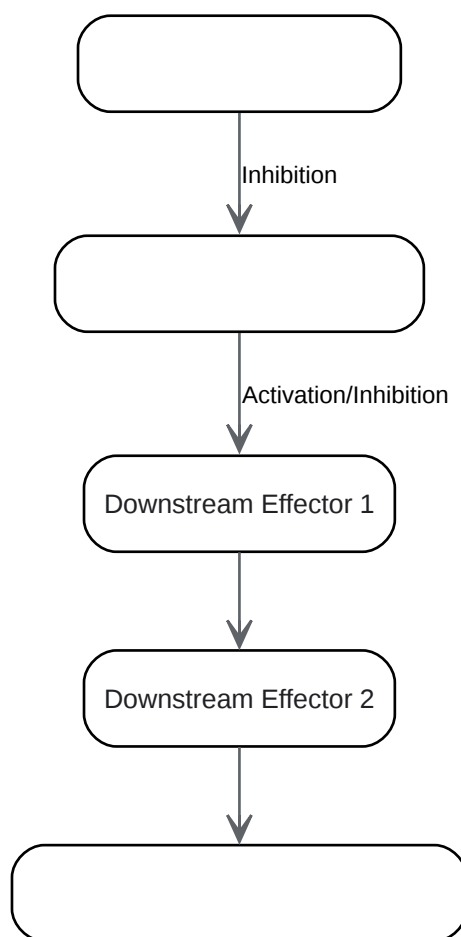 Inhibition
Activation/Inhibition
Downstream Effector 1
Downstream Effector 2